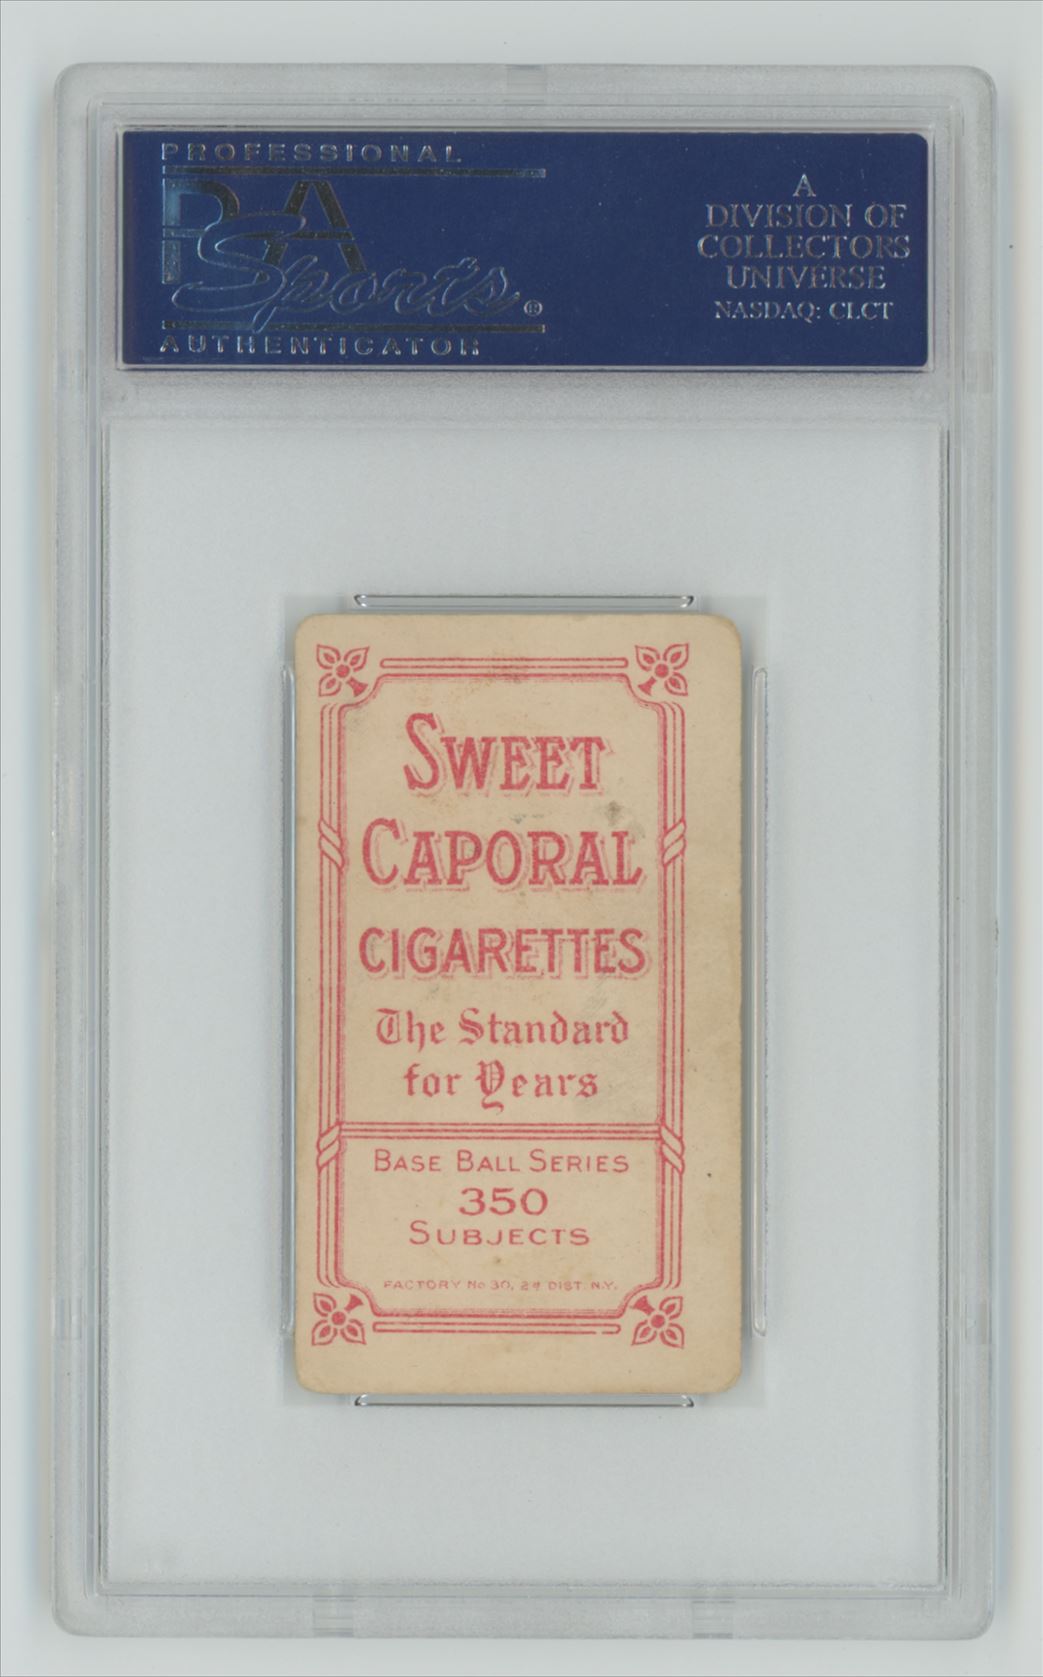 PROFESSIONAL
PSA
Sports®
AUTHENTICATOR
A
DIVISION OF
COLLECTORS
UNIVERSE
NASDAQ: CLCT
SWEET
CAPORAL
CIGARETTES
The Standard
for Years
BASE BALL SERIES
350
SUBJECTS
FACTORY No 30, 2d DIST. N.Y.